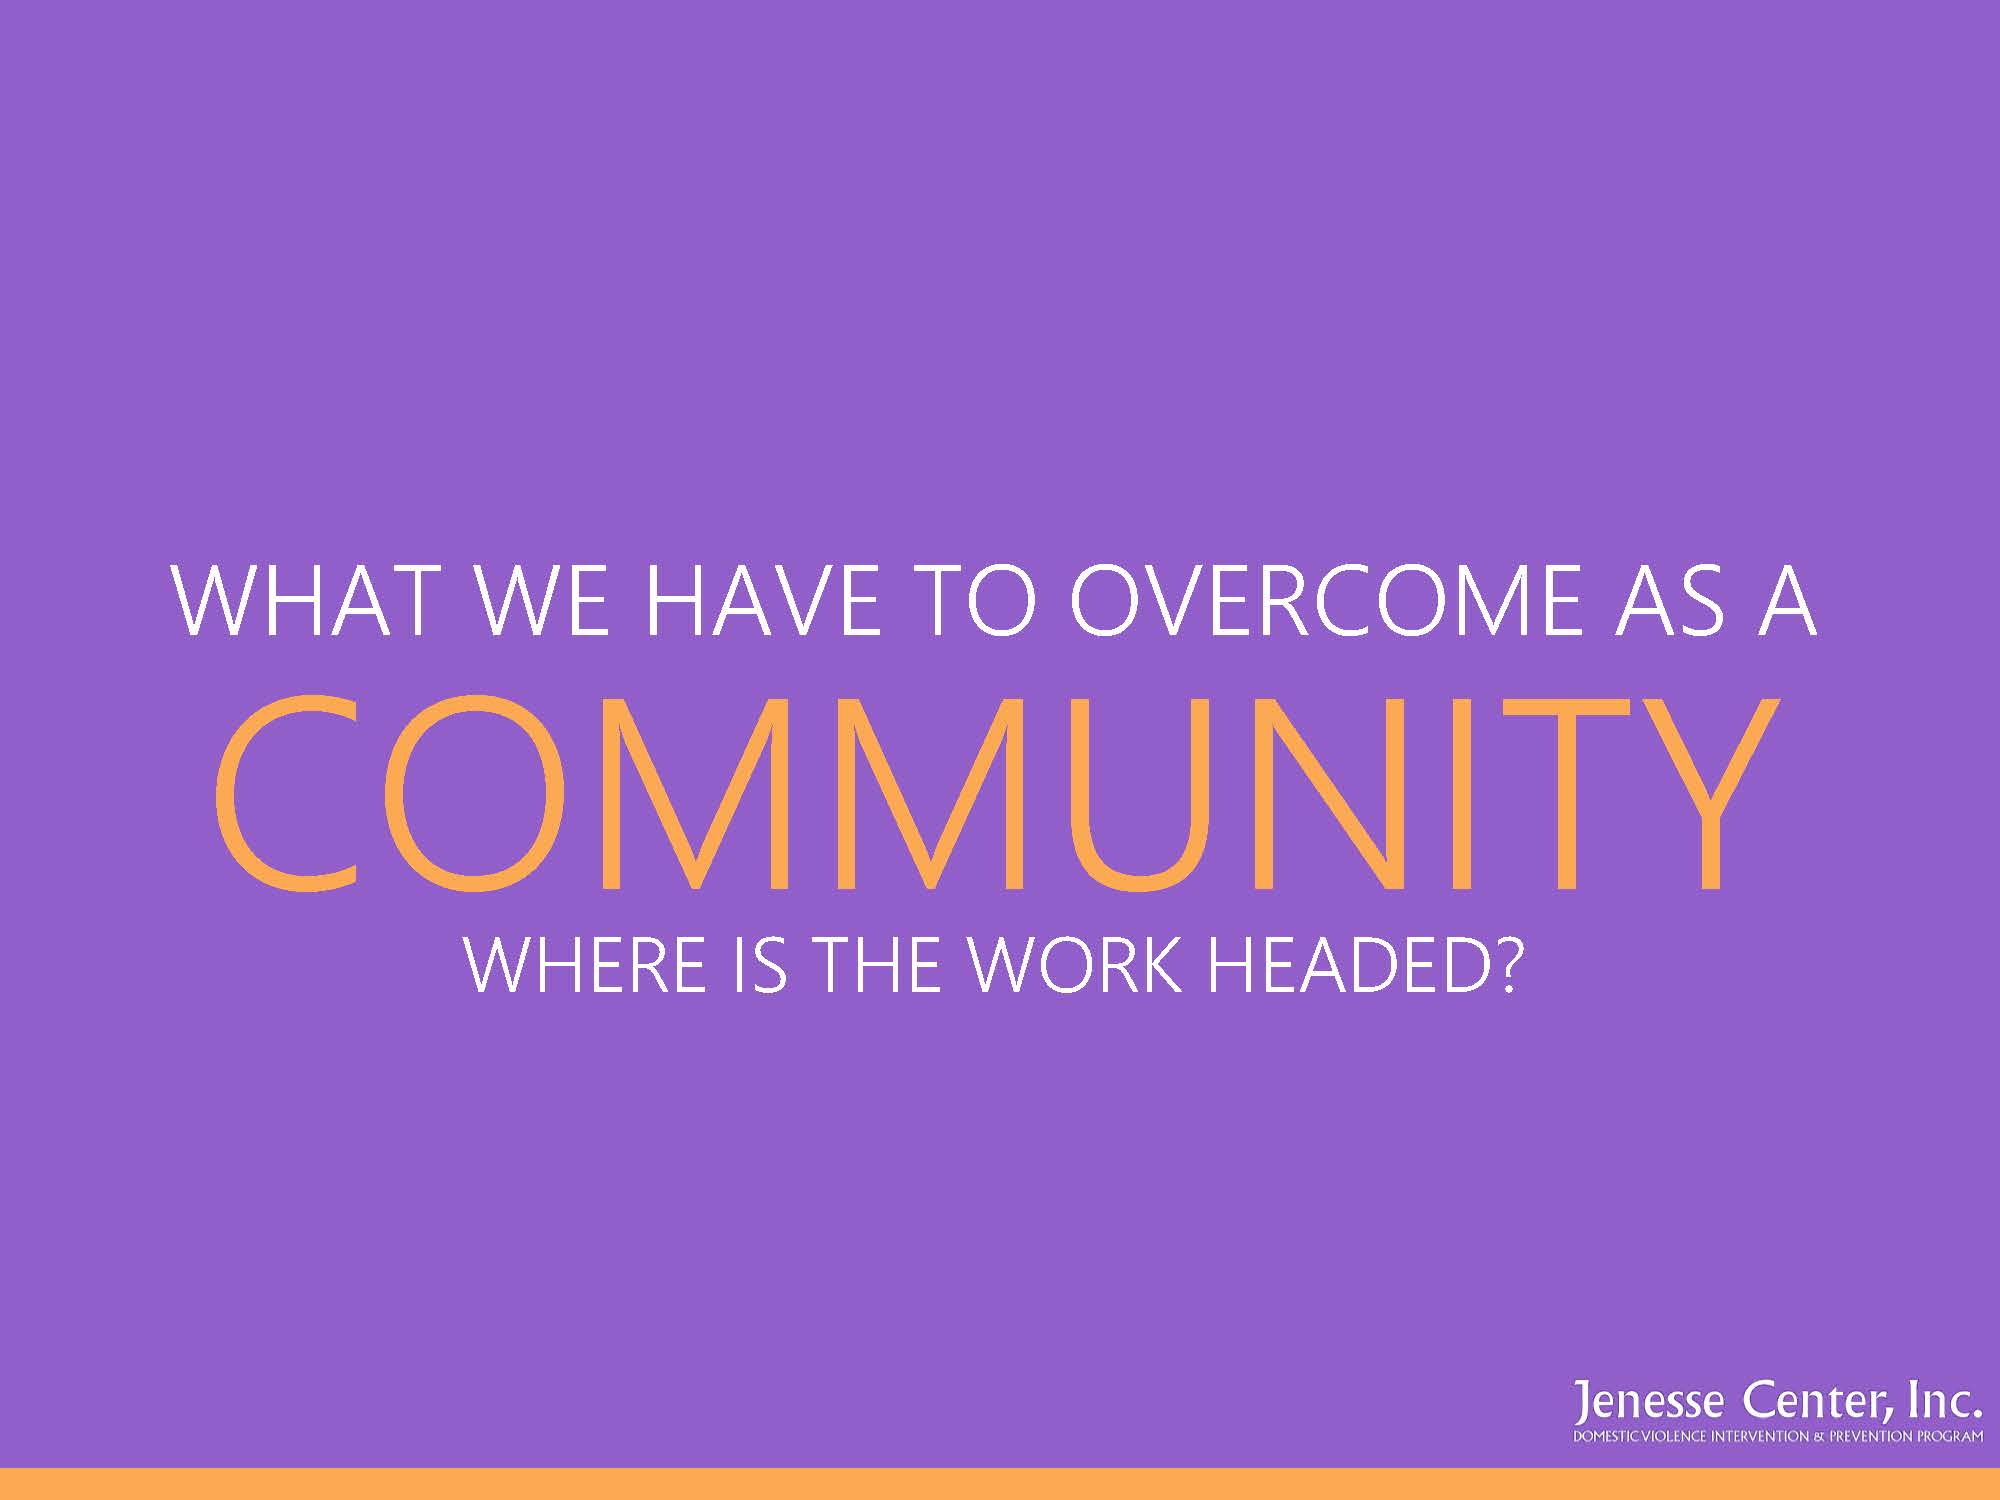 WHAT WE HAVE TO OVERCOME AS A
COMMUNITY
WHERE IS THE WORK HEADED?
Jenesse Center, Inc.
DOMESTIC VIOLENCE INTERVENTION & PREVENTION PROGRAM